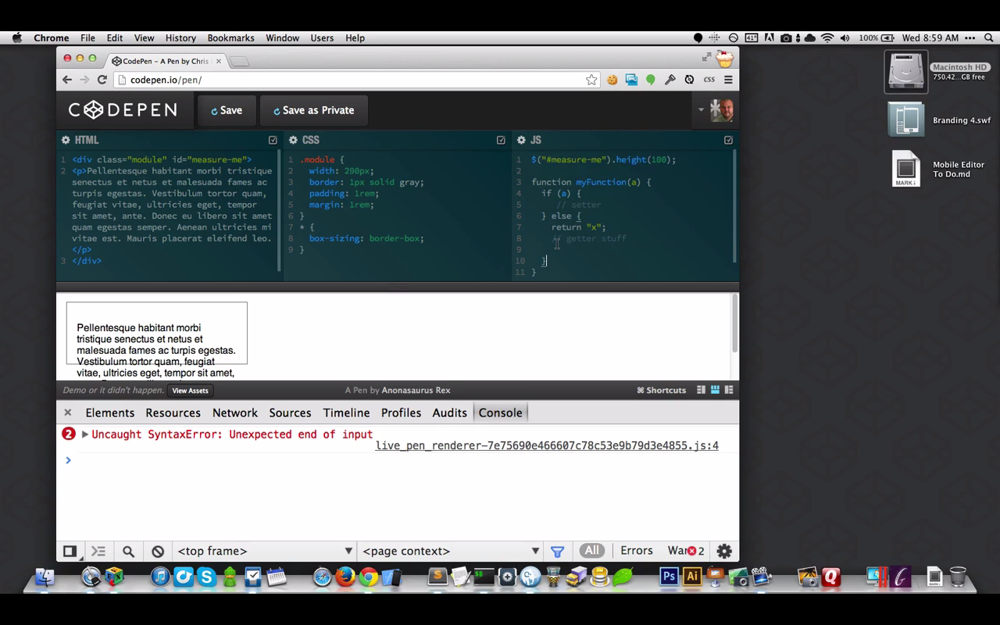 Chrome File Edit View History Bookmarks Window Users Help 41° 100% Wed 8:59 AM
CodePen - A Pen by Chris
codepen.io/pen/ CSS
CODEPEN Save Save as Private
HTML CSS JS
1 <div class="module" id="measure-me">
2 <p>Pellentesque habitant morbi tristique
senectus et netus et malesuada fames ac
turpis egestas. Vestibulum tortor quam,
feugiat vitae, ultricies eget, tempor
sit amet, ante. Donec eu libero sit amet
quam egestas semper. Aenean ultricies mi
vitae est. Mauris placerat eleifend leo.
</p>
3 </div>
1 .module {
2 width: 290px;
3 border: 1px solid gray;
4 padding: 1rem;
5 margin: 1rem;
6 }
7 * {
8 box-sizing: border-box;
9 }
1 $("#measure-me").height(100);
2
3 function myFunction(a) {
4 if (a) {
5 // setter
6 } else {
7 return "x";
8 // getter stuff
9
10 }
11 }
Pellentesque habitant morbi
tristique senectus et netus et
malesuada fames ac turpis egestas.
Vestibulum tortor quam, feugiat
vitae, ultricies eget, tempor sit amet,
Demo or it didn't happen. View Assets A Pen by Anonasaurus Rex ⌘ Shortcuts
× Elements Resources Network Sources Timeline Profiles Audits Console
2 Uncaught SyntaxError: Unexpected end of input
live_pen_renderer-7e75690e466607c78c53e9b79d3e4855.js:4
>
<top frame> <page context> All Errors War 2
Macintosh HD
750.42...GB free
Branding 4.swf
MARK↓
Mobile Editor
To Do.md
Ps Ai Q MARK↓